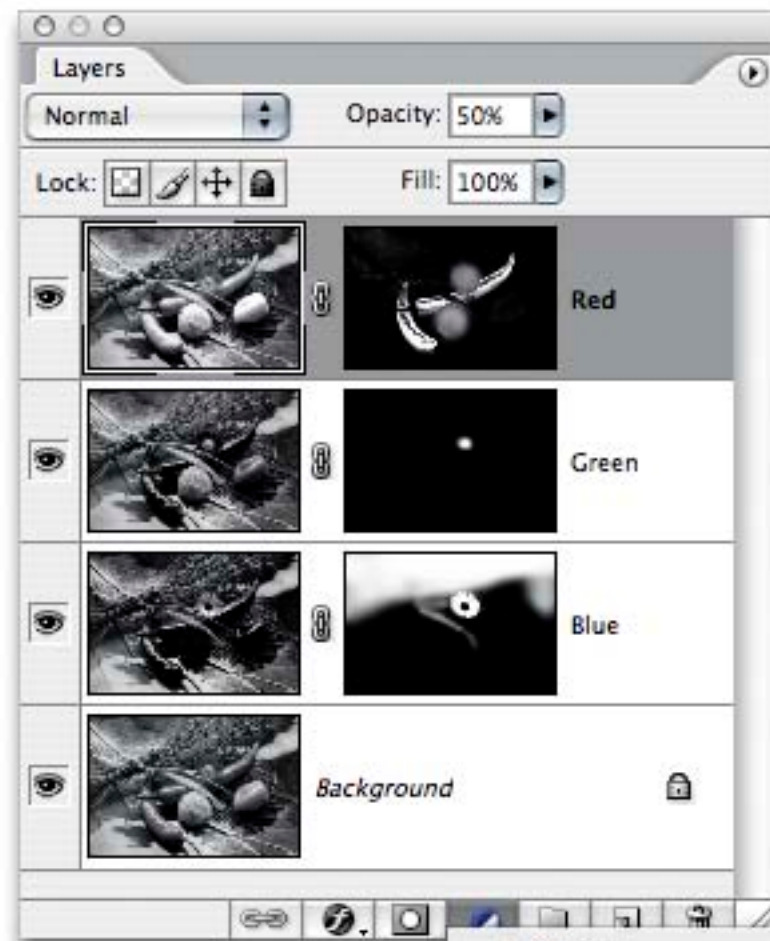 Layers
Normal Opacity: 50%
Lock: Fill: 100%
Red
Green
Blue
Background